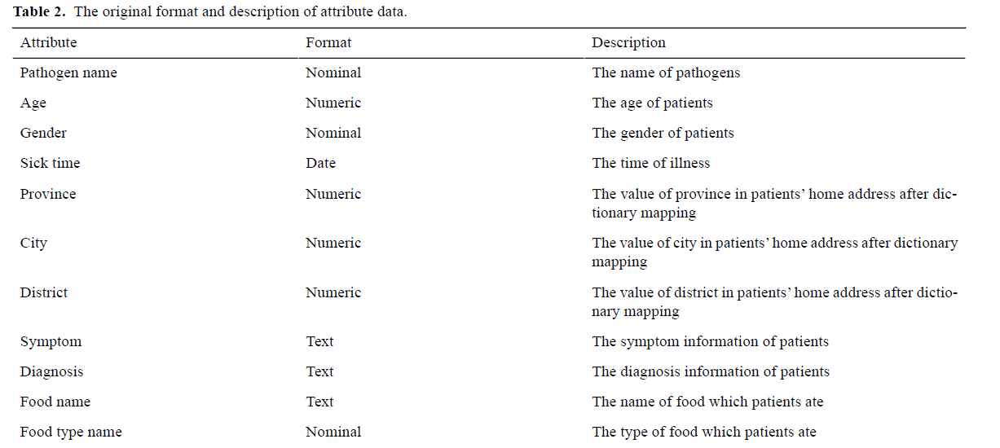 Table 2. The original format and description of attribute data.
Attribute Format Description
Pathogen name Nominal The name of pathogens
Age Numeric The age of patients
Gender Nominal The gender of patients
Sick time Date The time of illness
Province Numeric The value of province in patients’ home address after dic-
tionary mapping
City Numeric The value of city in patients’ home address after dictionary
mapping
District Numeric The value of district in patients’ home address after dictio-
nary mapping
Symptom Text The symptom information of patients
Diagnosis Text The diagnosis information of patients
Food name Text The name of food which patients ate
Food type name Nominal The type of food which patients ate